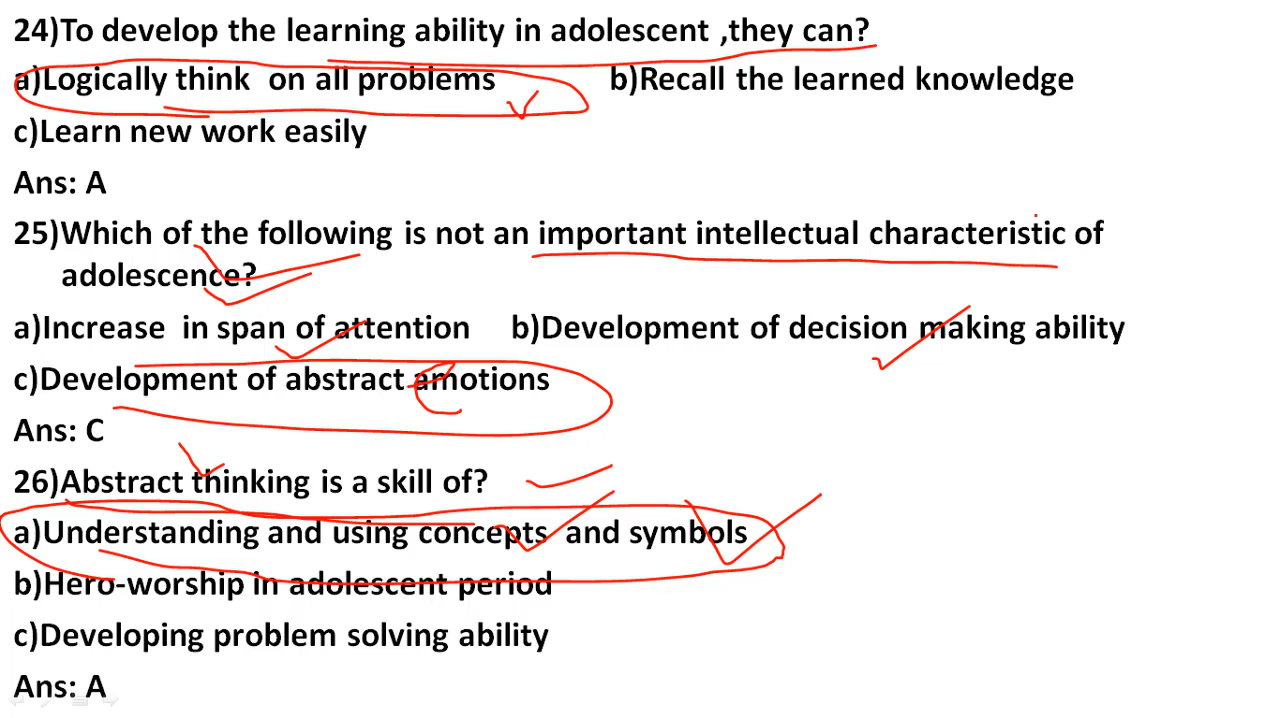 24)To develop the learning ability in adolescent ,they can?
a)Logically think on all problems b)Recall the learned knowledge
c)Learn new work easily
Ans: A
25)Which of the following is not an important intellectual characteristic of
adolescence?
a)Increase in span of attention b)Development of decision making ability
c)Development of abstract amotions
Ans: C
26)Abstract thinking is a skill of?
a)Understanding and using concepts and symbols
b)Hero-worship in adolescent period
c)Developing problem solving ability
Ans: A